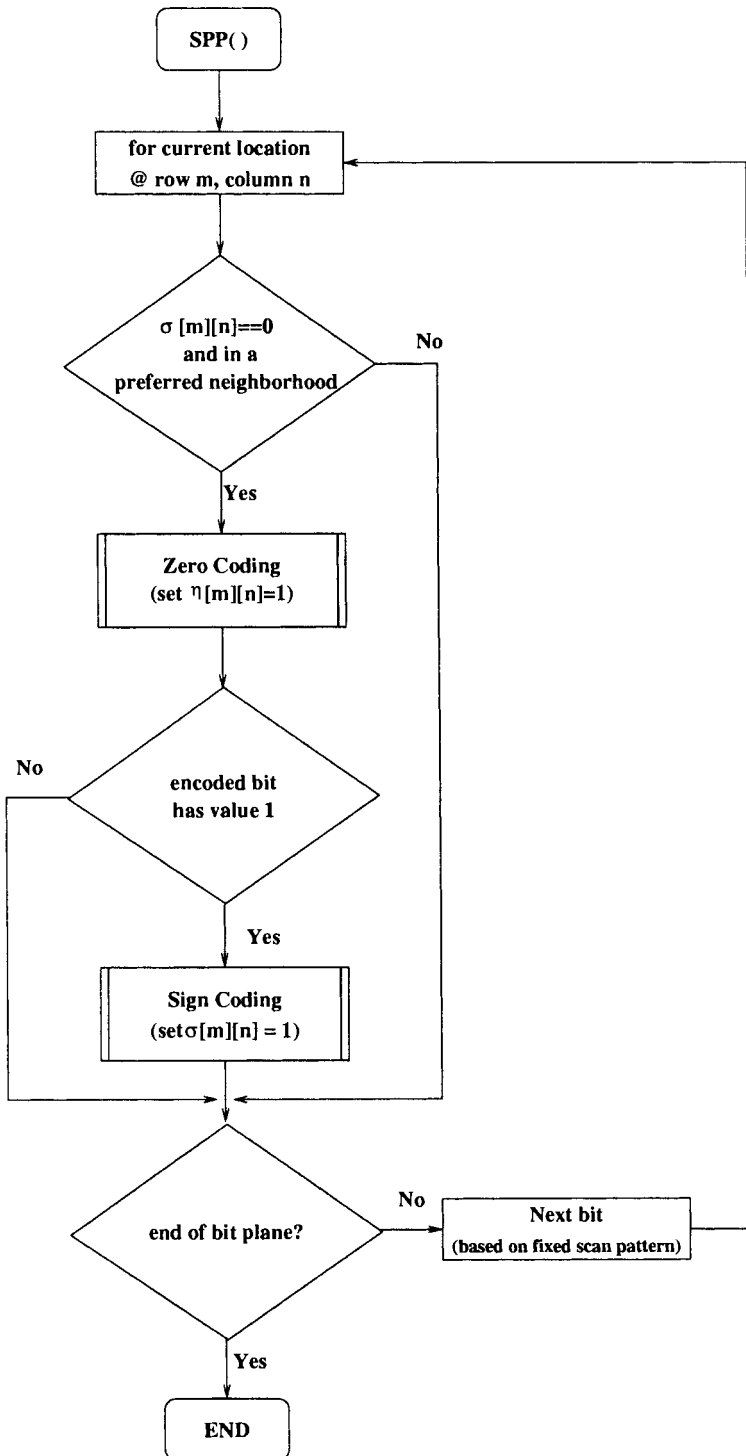 SPP( )
for current location
@ row m, column n
σ [m][n]==0
and in a
preferred neighborhood
No
Yes
Zero Coding
(set η[m][n]=1)
No
encoded bit
has value 1
Yes
Sign Coding
(setσ[m][n] = 1)
end of bit plane?
No
Next bit
(based on fixed scan pattern)
Yes
END